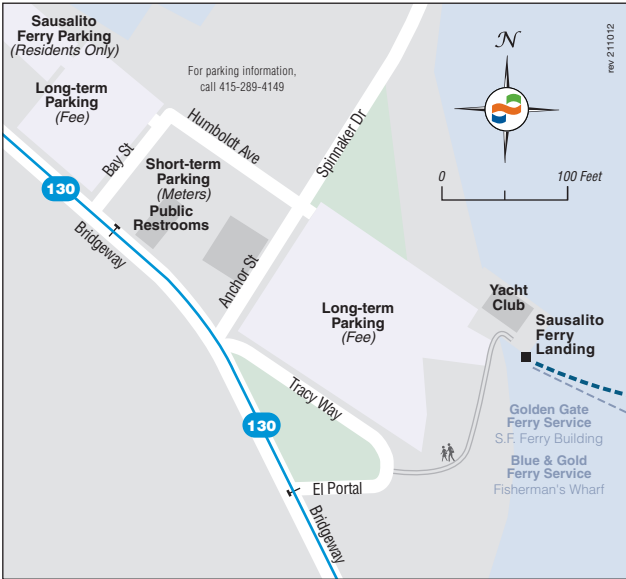 Sausalito
Ferry Parking
(Residents Only)
Long-term
Parking
(Fee)
For parking information,
call 415-289-4149
N
rev 211012
0
100 Feet
Humboldt Ave
Spinnaker Dr
Bay St
Short-term
Parking
(Meters)
Public
Restrooms
130
Bridgeway
Anchor St
Long-term
Parking
(Fee)
Yacht
Club
Sausalito
Ferry
Landing
Tracy Way
130
Golden Gate
Ferry Service
S.F. Ferry Building
Blue & Gold
Ferry Service
Fisherman's Wharf
El Portal
Bridgeway